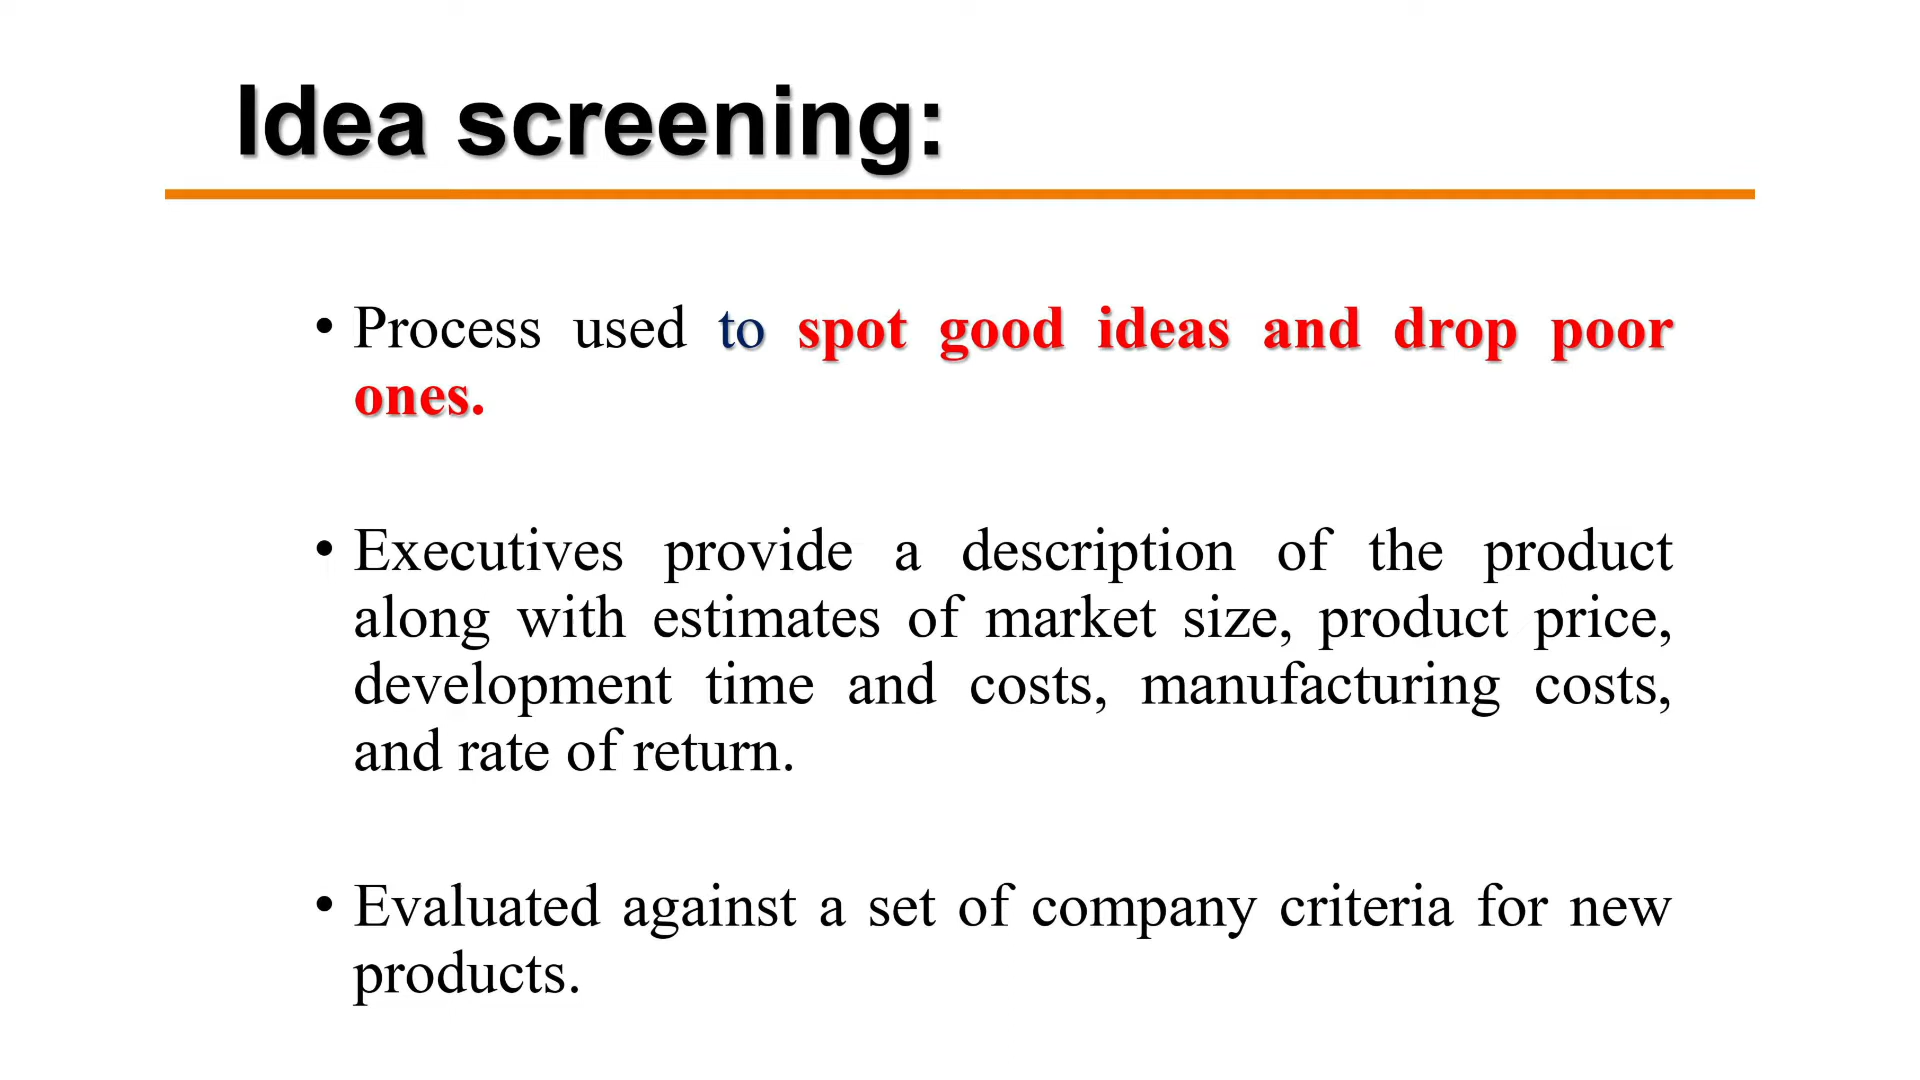 Idea screening:
• Process used to spot good ideas and drop poor
ones.
• Executives provide a description of the product
along with estimates of market size, product price,
development time and costs, manufacturing costs,
and rate of return.
• Evaluated against a set of company criteria for new
products.